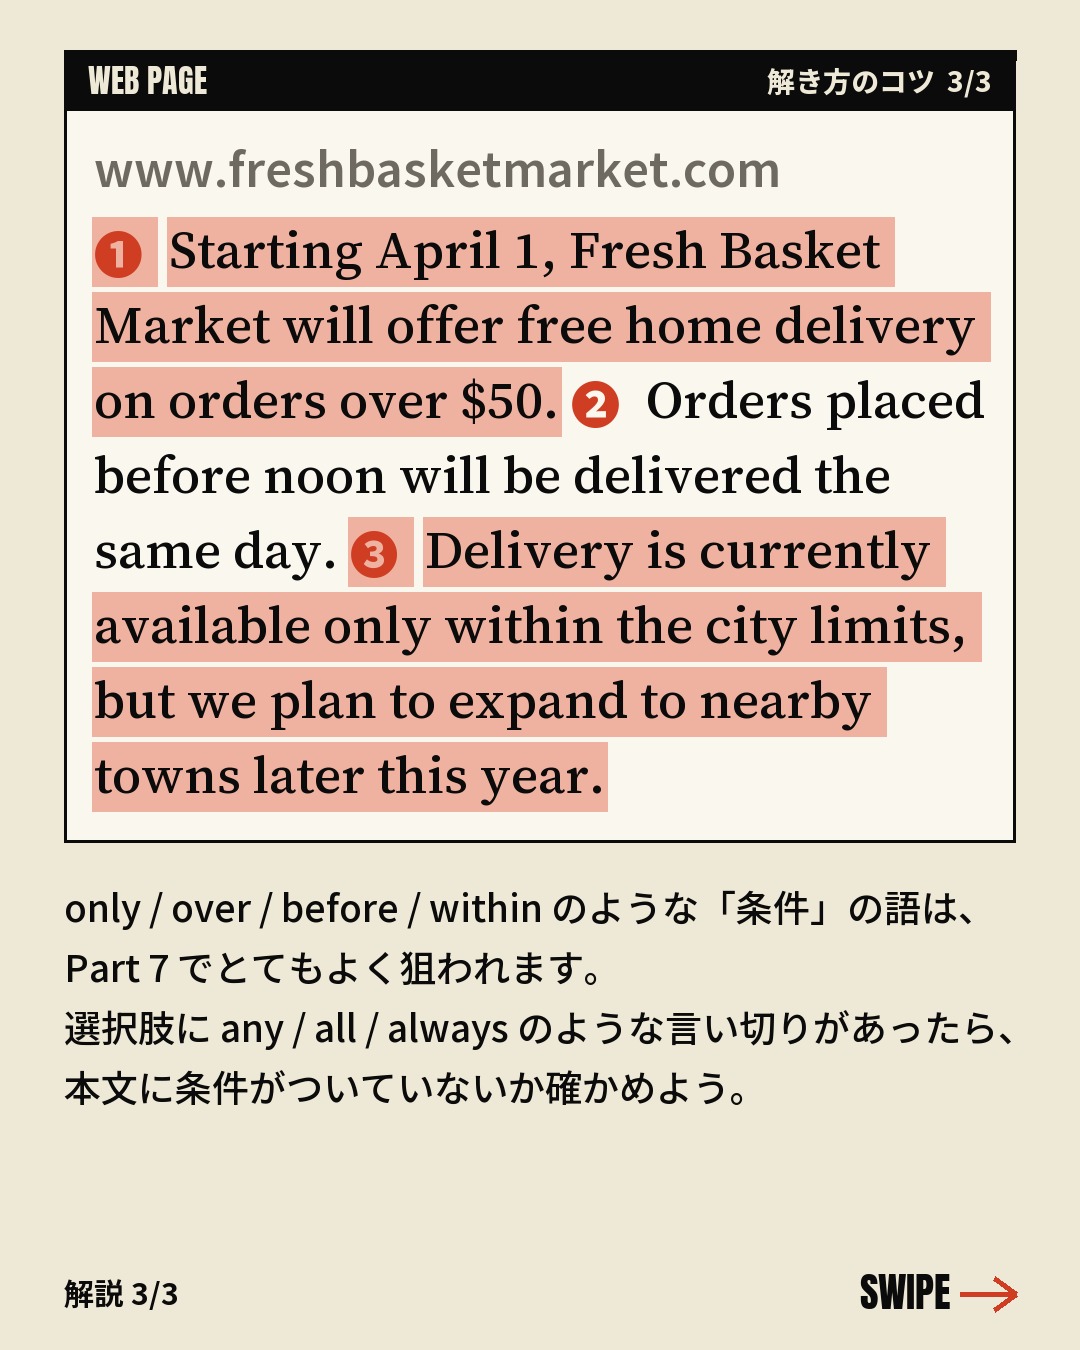 WEB PAGE
解き方のコツ 3/3
www.freshbasketmarket.com
❶ Starting April 1, Fresh Basket
Market will offer free home delivery
on orders over $50. ❷ Orders placed
before noon will be delivered the
same day. ❸ Delivery is currently
available only within the city limits,
but we plan to expand to nearby
towns later this year.
only / over / before / within のような「条件」の語は、
Part 7 でとてもよく狙われます。
選択肢に any / all / always のような言い切りがあったら、
本文に条件がついていないか確かめよう。
解説 3/3
SWIPE →